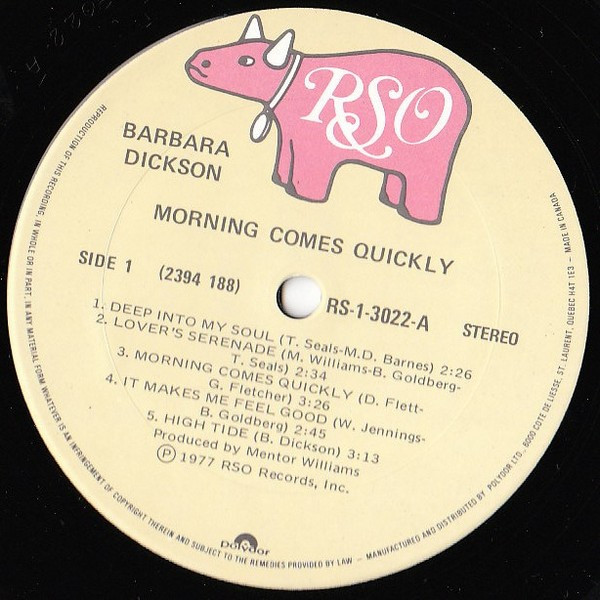 RSO
BARBARA
DICKSON
MORNING COMES QUICKLY
SIDE 1 (2394 188) RS-1-3022-A STEREO
1. DEEP INTO MY SOUL (T. Seals-M.D. Barnes) 2:26
2. LOVER'S SERENADE (M. Williams-B. Goldberg-
T. Seals) 2:34
3. MORNING COMES QUICKLY (D. Flett-
G. Fletcher) 3:26
4. IT MAKES ME FEEL GOOD (W. Jennings-
B. Goldberg) 2:45
5. HIGH TIDE (B. Dickson) 3:13
Produced by Mentor Williams
Ⓟ 1977 RSO Records, Inc.
polydor
REPRODUCTION OF THIS RECORDING, IN WHOLE OR IN PART, IN ANY MATERIAL FORM WHATEVER IS AN INFRINGEMENT OF COPYRIGHT THEREIN AND SUBJECT TO THE REMEDIES PROVIDED BY LAW – MANUFACTURED AND DISTRIBUTED BY POLYDOR LTD., 6000 COTE DE LIESSE, ST. LAURENT, QUEBEC H4T 1E3 – MADE IN CANADA